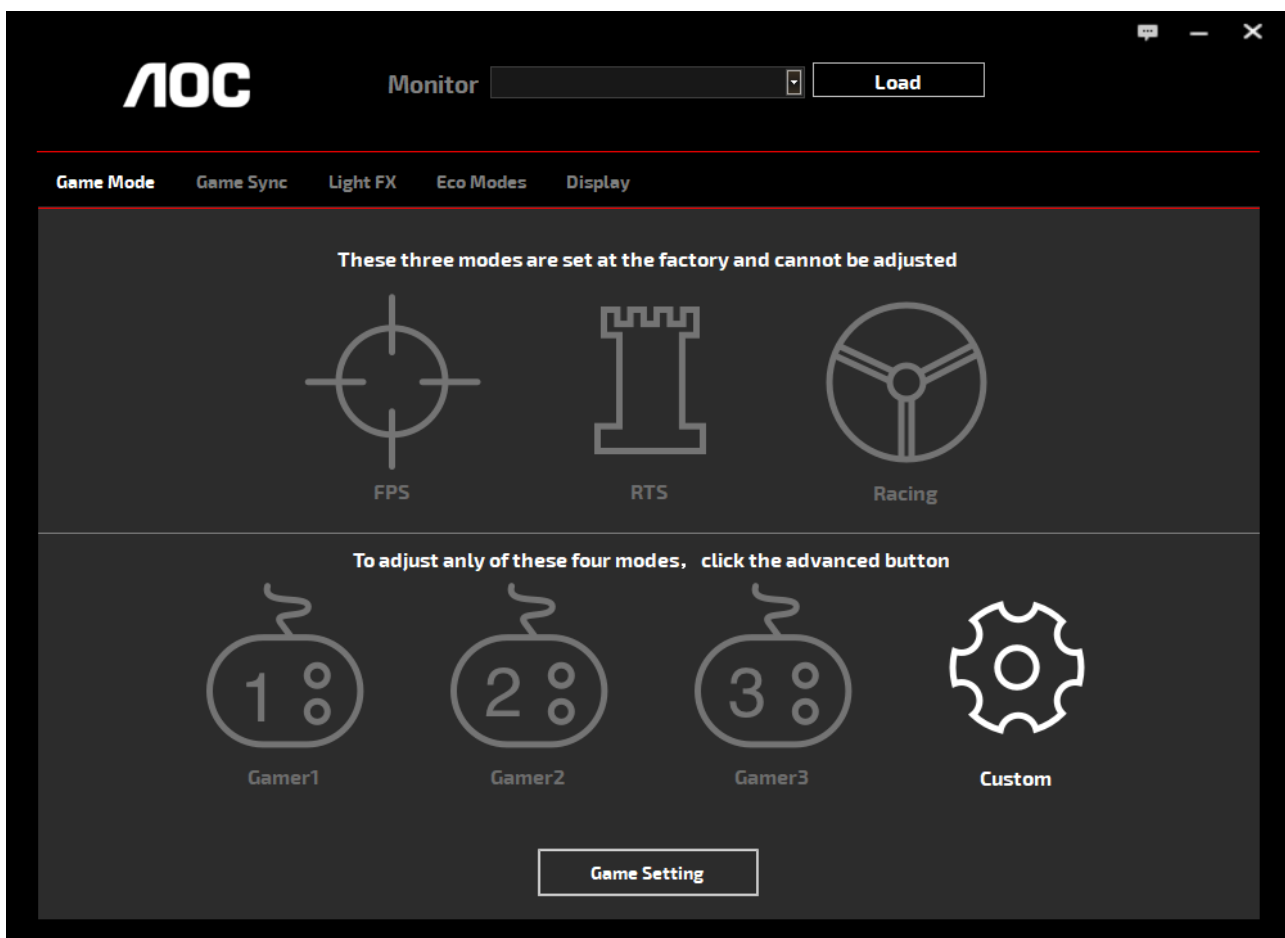 AOC
Monitor Load
Game Mode Game Sync Light FX Eco Modes Display
These three modes are set at the factory and cannot be adjusted
FPS RTS Racing
To adjust anly of these four modes, click the advanced button
1 2 3
Gamer1 Gamer2 Gamer3 Custom
Game Setting